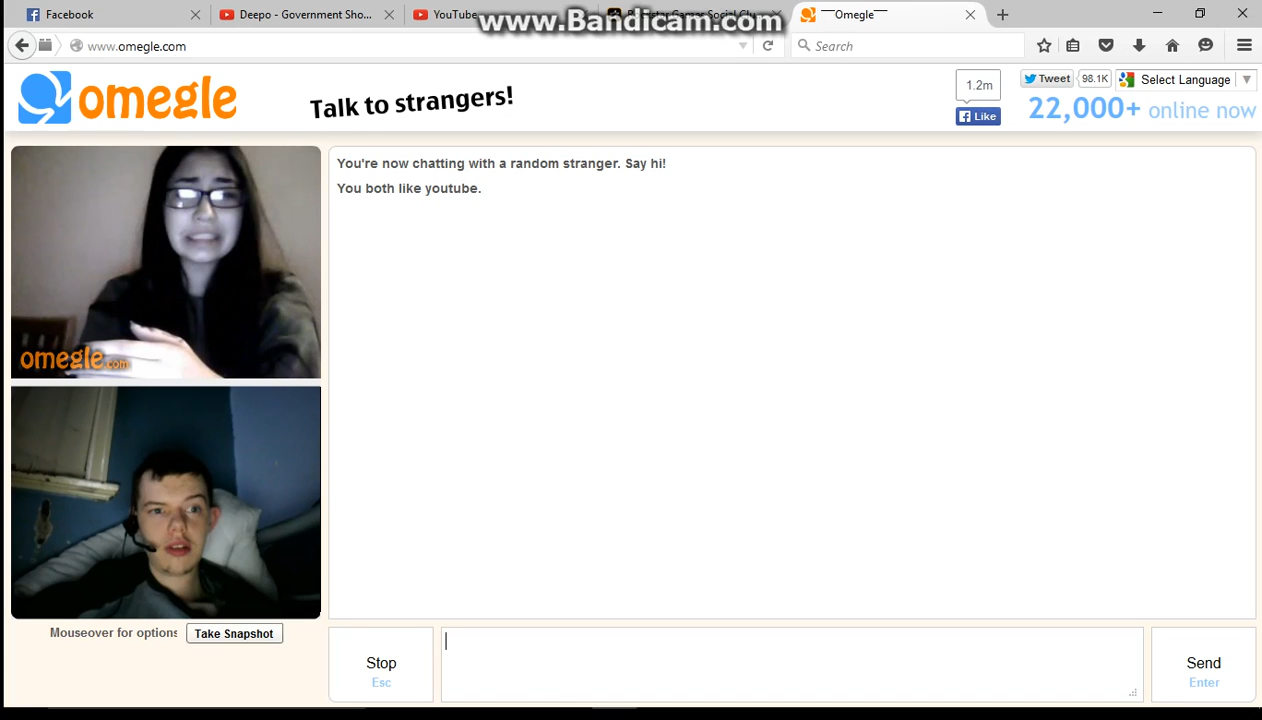 www.Bandicam.com
Facebook
Deepo - Government Sho...
YouTube
Omegle
www.omegle.com
Search
omegle
Talk to strangers!
1.2m
Like
Tweet
98.1K
Select Language
22,000+ online now
You're now chatting with a random stranger. Say hi!
You both like youtube.
omegle.com
Mouseover for options
Take Snapshot
Stop
Esc
Send
Enter